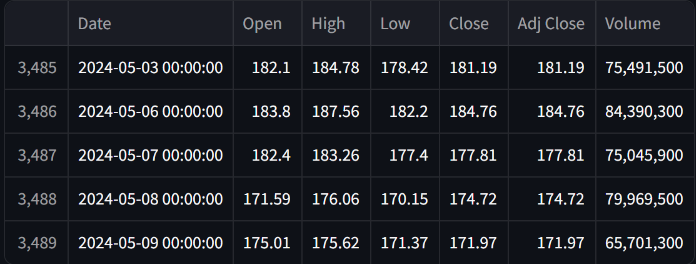 Date Open High Low Close Adj Close Volume
3,485 2024-05-03 00:00:00 182.1 184.78 178.42 181.19 181.19 75,491,500
3,486 2024-05-06 00:00:00 183.8 187.56 182.2 184.76 184.76 84,390,300
3,487 2024-05-07 00:00:00 182.4 183.26 177.4 177.81 177.81 75,045,900
3,488 2024-05-08 00:00:00 171.59 176.06 170.15 174.72 174.72 79,969,500
3,489 2024-05-09 00:00:00 175.01 175.62 171.37 171.97 171.97 65,701,300